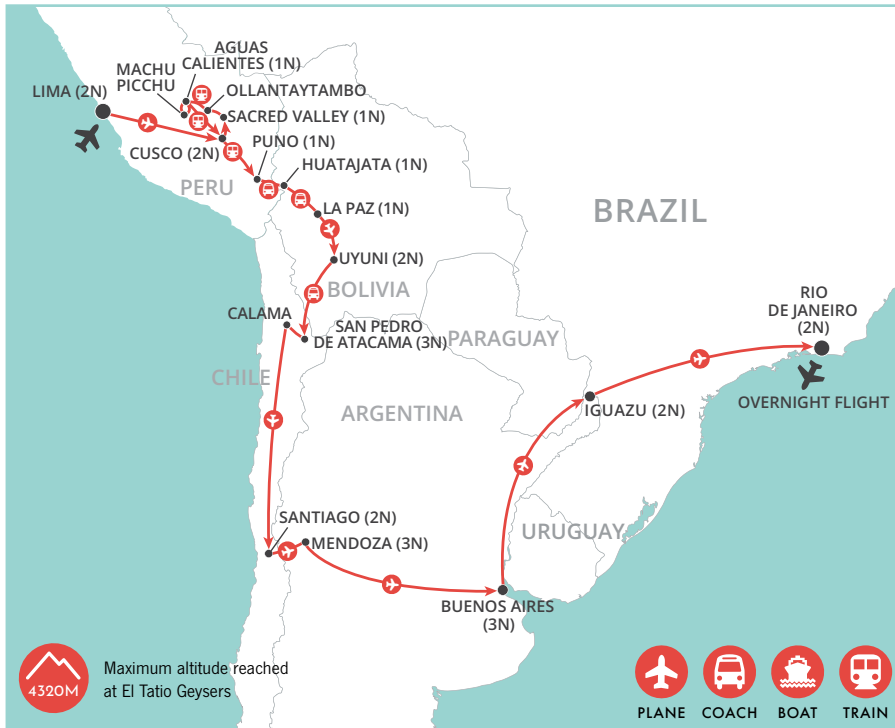 AGUAS
CALIENTES (1N)
MACHU
PICCHU
OLLANTAYTAMBO
LIMA (2N)
SACRED VALLEY (1N)
CUSCO (2N)
PUNO (1N)
HUATAJATA (1N)
PERU
LA PAZ (1N)
BRAZIL
UYUNI (2N)
BOLIVIA
CALAMA
SAN PEDRO
DE ATACAMA (3N)
PARAGUAY
RIO
DE JANEIRO
(2N)
CHILE
ARGENTINA
IGUAZU (2N)
OVERNIGHT FLIGHT
SANTIAGO (2N)
MENDOZA (3N)
URUGUAY
BUENOS AIRES
(3N)
4320M
Maximum altitude reached
at El Tatio Geysers
PLANE
COACH
BOAT
TRAIN